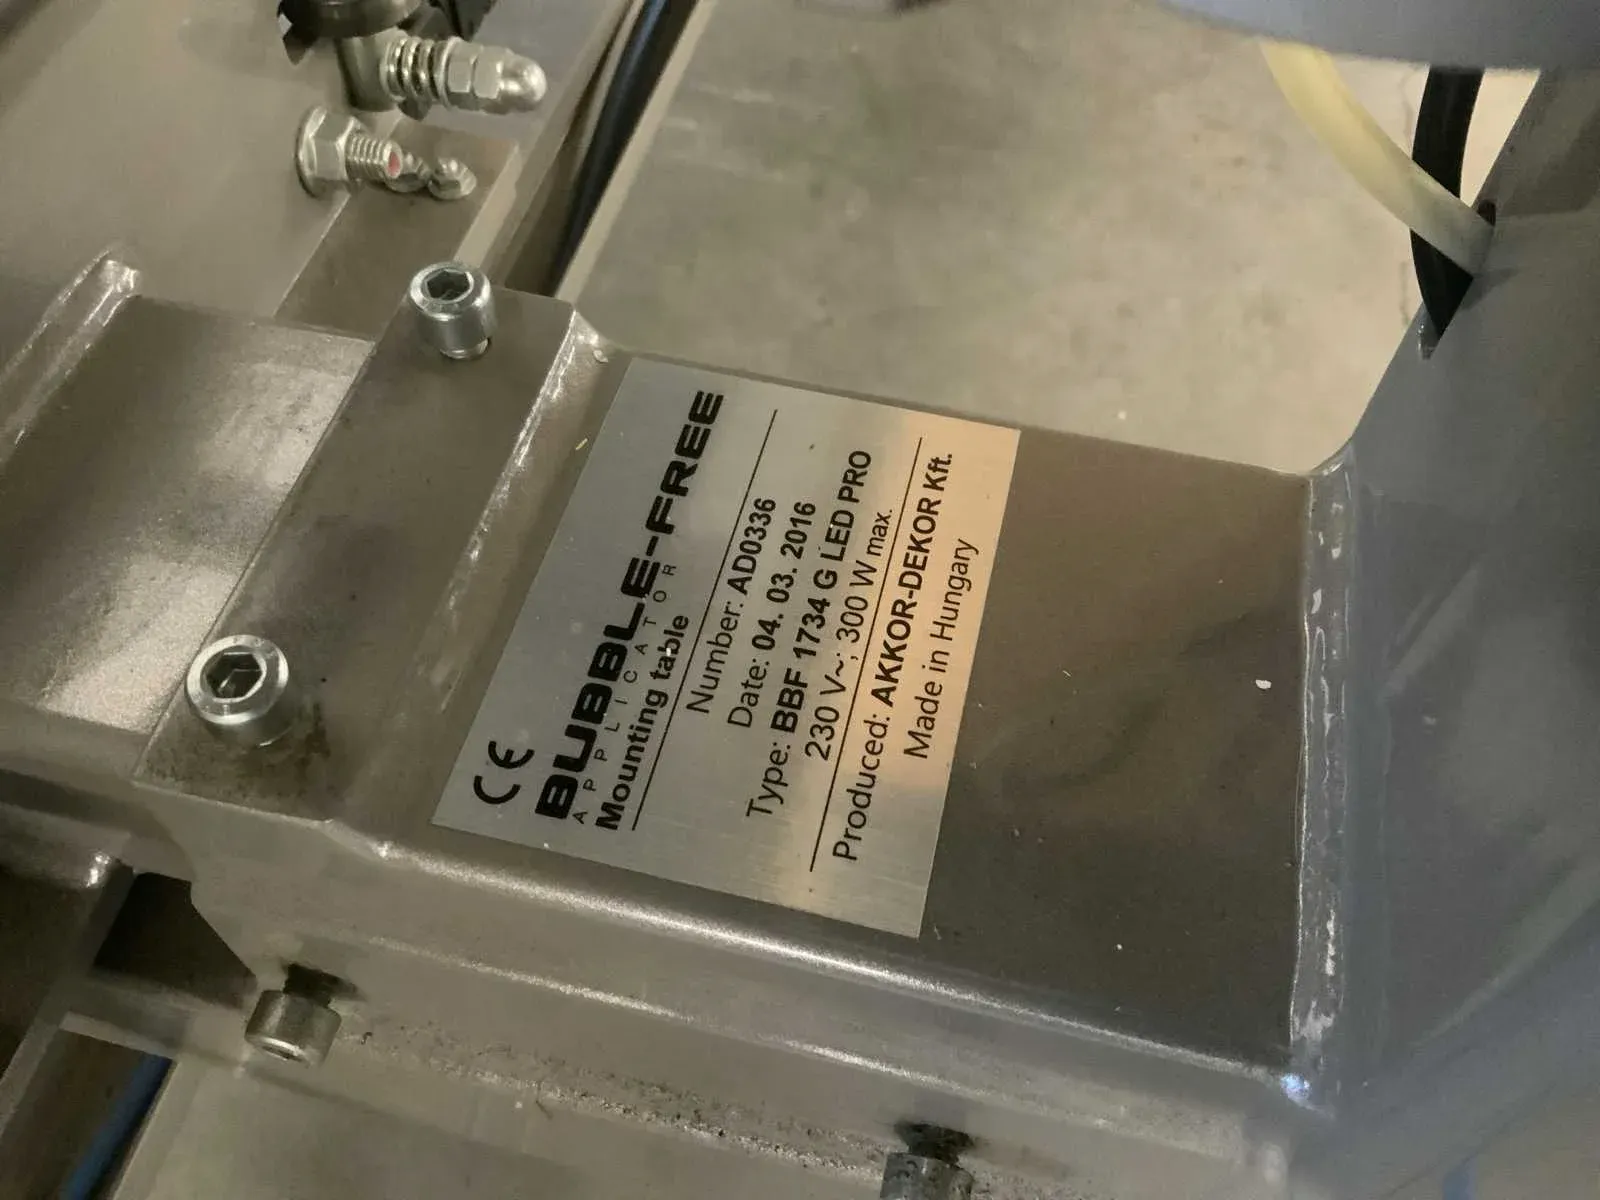 CE
BUBBLE-FREE
APPLICATOR
Mounting table
Number: AD0336
Date: 04. 03. 2016
Type: BBF 1734 G LED PRO
230 V~; 300 W max.
Produced: AKKOR-DEKOR Kft.
Made in Hungary